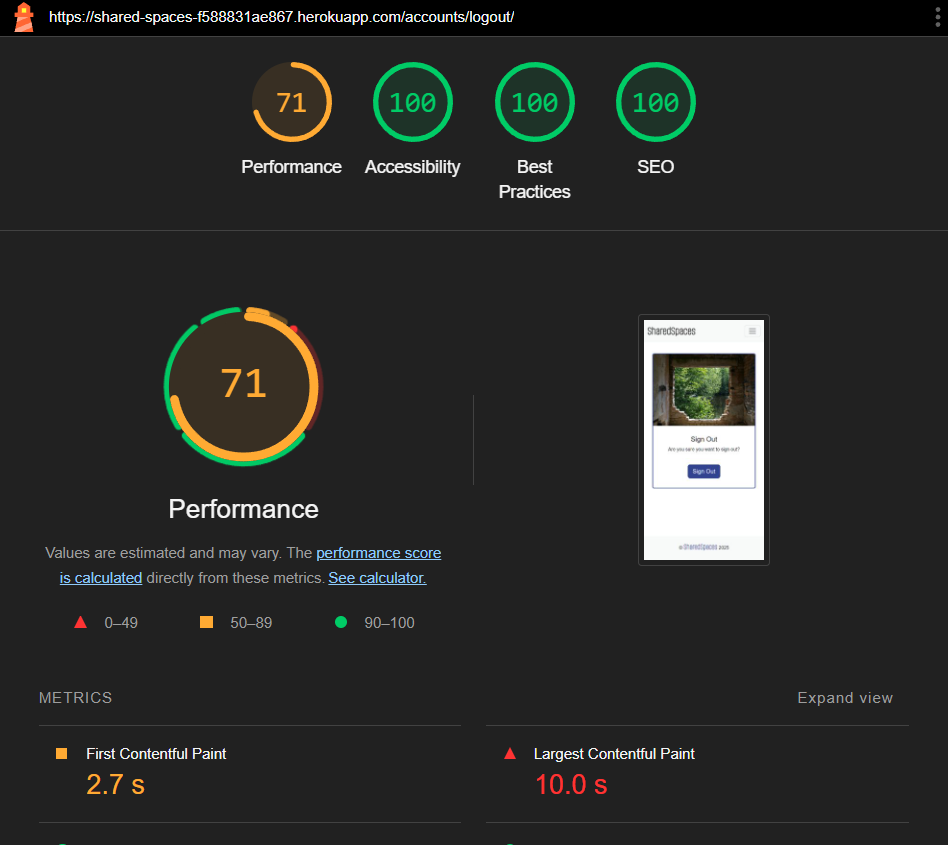 https://shared-spaces-f588831ae867.herokuapp.com/accounts/logout/
71
100
100
100
Performance
Accessibility
Best
Practices
SEO
71
Performance
Values are estimated and may vary. The performance score
is calculated directly from these metrics. See calculator.
0–49
50–89
90–100
SharedSpaces
Sign Out
Are you sure you want to sign out?
Sign Out
© SharedSpaces 2025
METRICS
Expand view
First Contentful Paint
2.7 s
Largest Contentful Paint
10.0 s